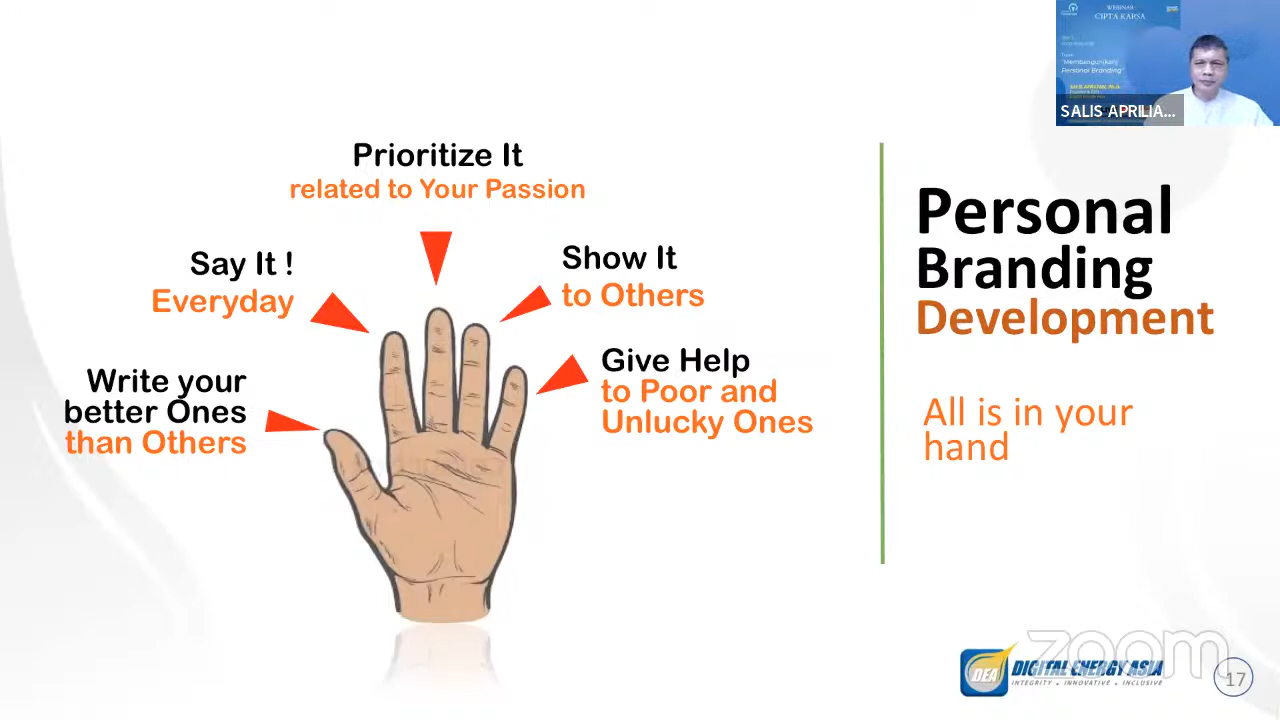 WEBINAR
CIPTA KARSA
"Membangun(kan)
Personal Branding"
SALIS APRILIA...
Prioritize It
related to Your Passion
Say It !
Everyday
Show It
to Others
Write your
better Ones
than Others
Give Help
to Poor and
Unlucky Ones
Personal
Branding
Development
All is in your
hand
zoom
DEA
DIGITAL ENERGY ASIA
INTEGRITY • INNOVATIVE • INCLUSIVE
17